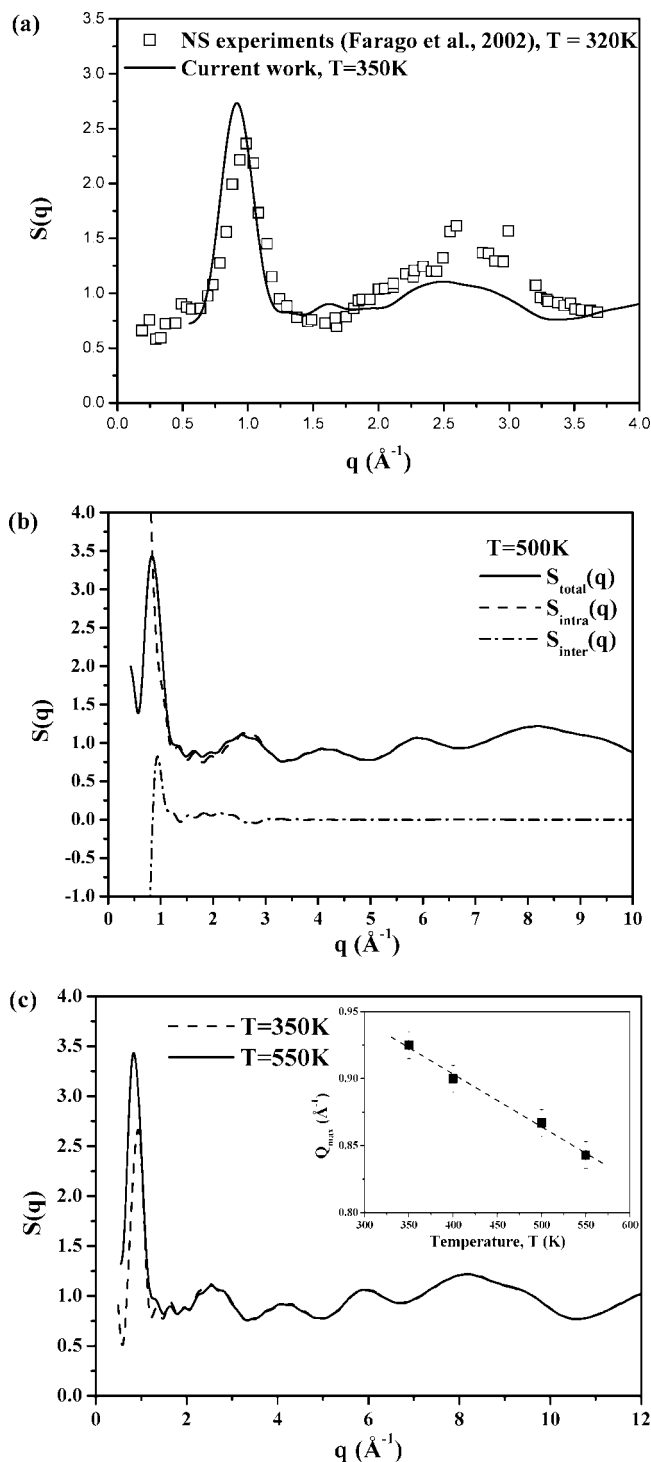 (a)
NS experiments (Farago et al., 2002), T = 320K
Current work, T=350K
3.5
3.0
2.5
2.0
1.5
1.0
0.5
0.0
S(q)
0.0 0.5 1.0 1.5 2.0 2.5 3.0 3.5 4.0
q (Å⁻¹)
(b)
T=500K
S_total(q)
S_intra(q)
S_inter(q)
4.0
3.5
3.0
2.5
2.0
1.5
1.0
0.5
0.0
-0.5
-1.0
S(q)
0 1 2 3 4 5 6 7 8 9 10
q (Å⁻¹)
(c)
T=350K
T=550K
4.0
3.5
3.0
2.5
2.0
1.5
1.0
0.5
0.0
S(q)
0.95
0.90
0.85
0.80
Q_max (Å⁻¹)
300 350 400 450 500 550 600
Temperature, T (K)
0 2 4 6 8 10 12
q (Å⁻¹)